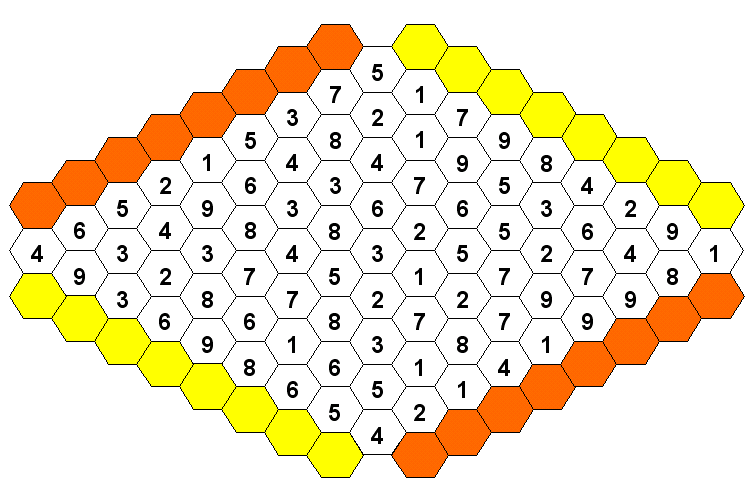 5
7 1
3 2 7
5 8 1 9
1 4 4 9 8
2 6 3 7 5 4
5 9 3 6 6 3 2
6 4 8 8 2 5 6 9
4 3 3 4 3 5 2 4 1
9 2 7 5 1 7 7 8
3 8 7 2 2 9 9
6 6 8 7 7 9
9 1 3 8 1
8 6 1 4
6 5 1
5 2
4